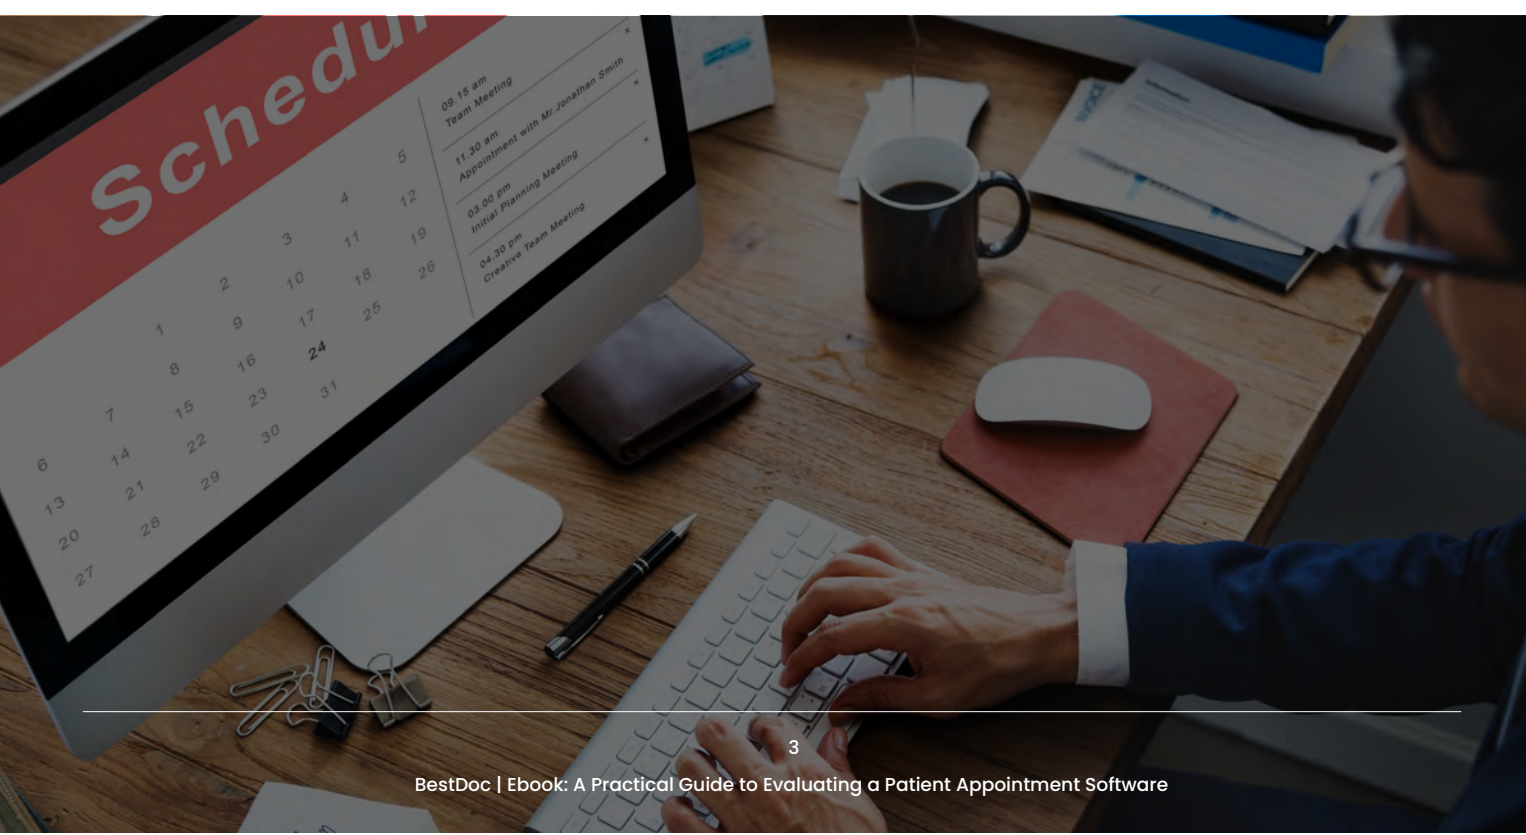 Schedu
09.15 am
Team Meeting
11.30 am
Appointment with Mr.Jonathan Smith
03.00 pm
Initial Planning Meeting
04.30 pm
Creative Team Meeting
1 2 3 4 5
6 7 8 9 10 11 12
13 14 15 16 17 18 19
20 21 22 23 24 25 26
27 28 29 30 31
INVOICE
Information
3
BestDoc | Ebook: A Practical Guide to Evaluating a Patient Appointment Software